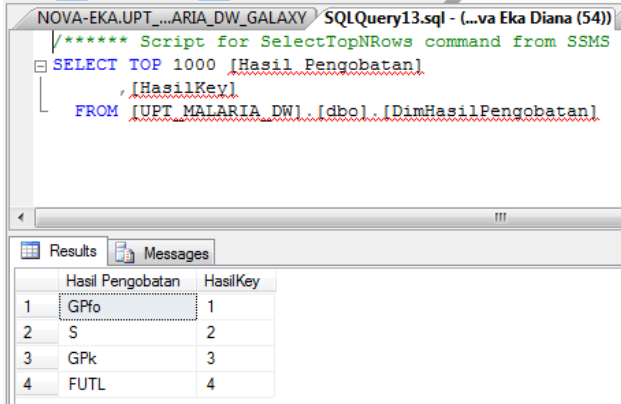 NOVA-EKA.UPT_...ARIA_DW_GALAXY SQLQuery13.sql - (...va Eka Diana (54))
/****** Script for SelectTopNRows command from SSMS
SELECT TOP 1000 [Hasil Pengobatan]
,[HasilKey]
FROM [UPT_MALARIA_DW].[dbo].[DimHasilPengobatan]
Results Messages
Hasil Pengobatan HasilKey
1 GPfo 1
2 S 2
3 GPk 3
4 FUTL 4